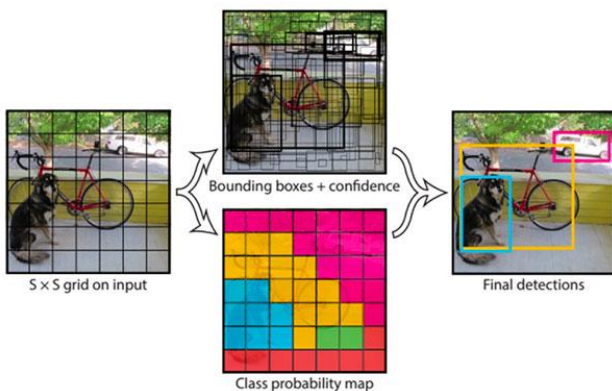 Bounding boxes + confidence
S × S grid on input
Final detections
Class probability map